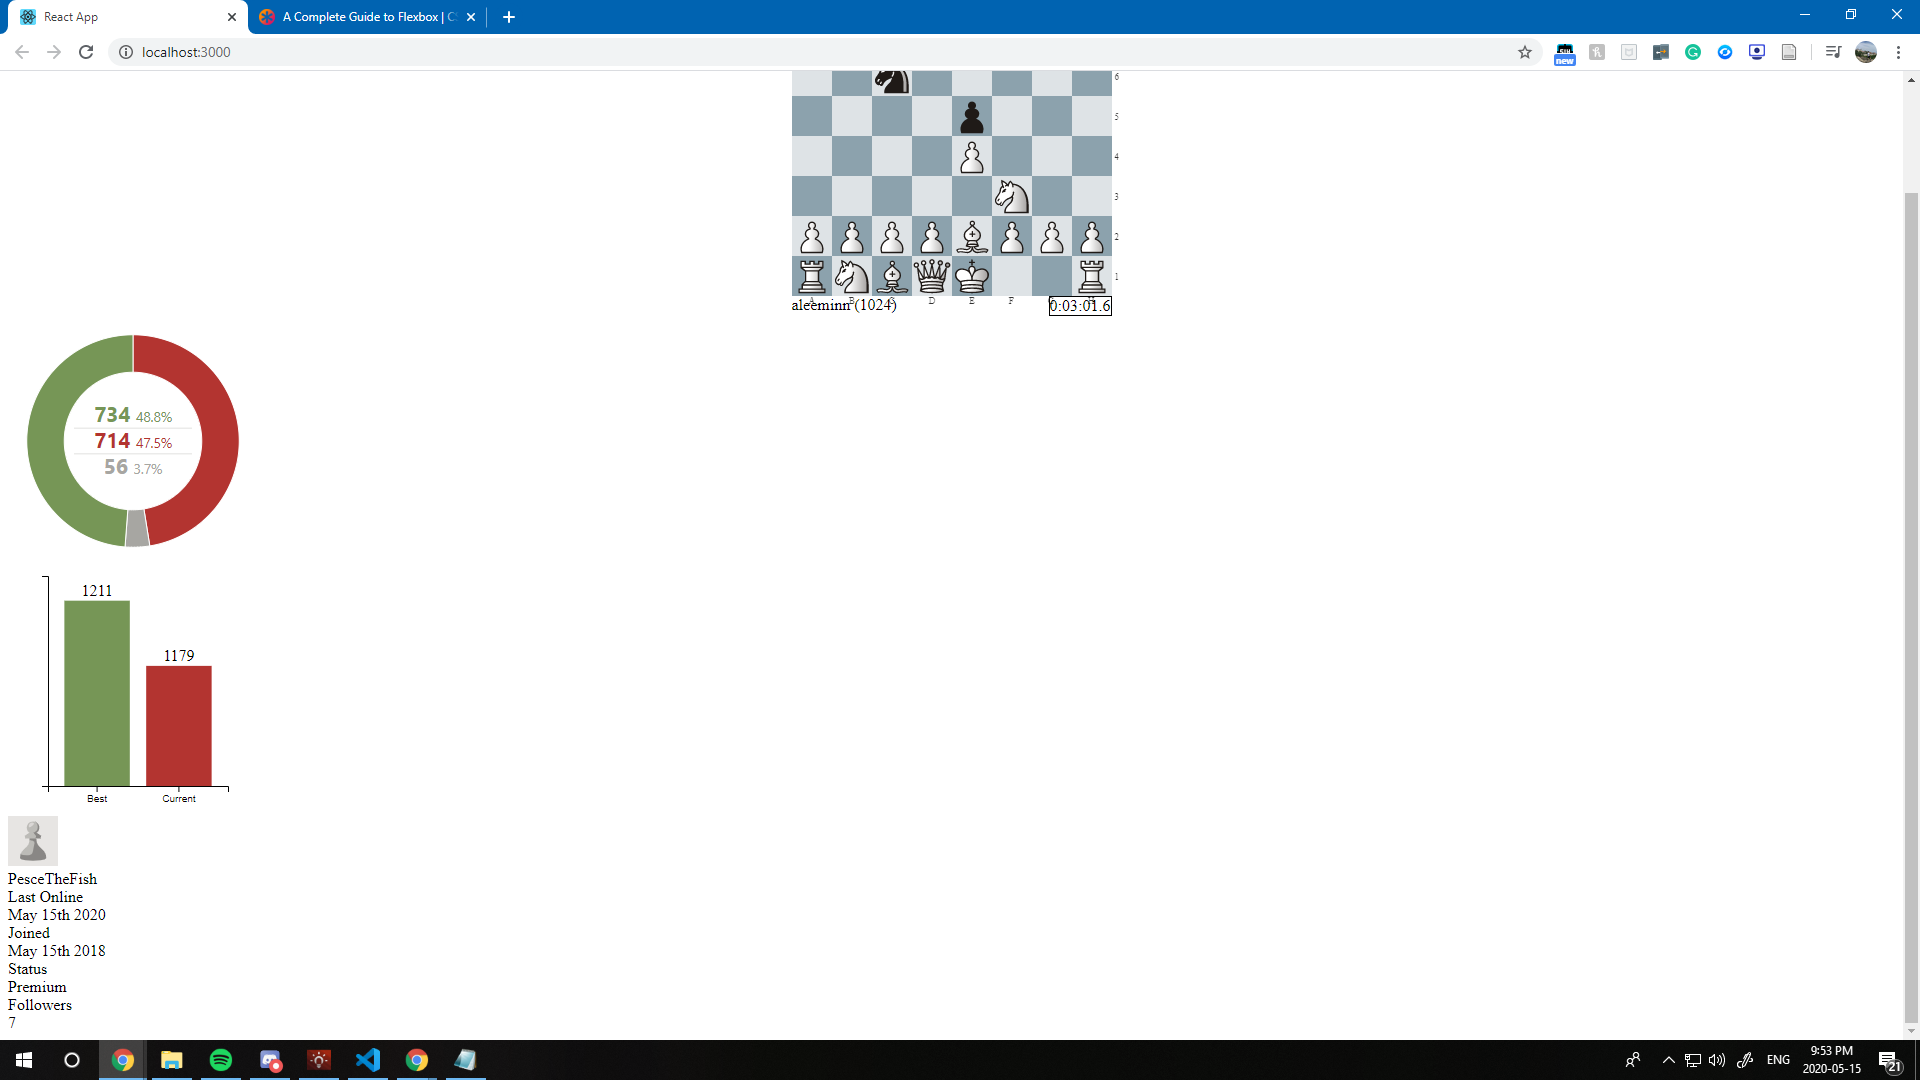 React App
A Complete Guide to Flexbox | C
localhost:3000
new
6
5
4
3
2
1
A B C D E F G H
aleeminn (1024)
0:03:01.6
734 48.8%
714 47.5%
56 3.7%
1211
1179
Best
Current
PesceTheFish
Last Online
May 15th 2020
Joined
May 15th 2018
Status
Premium
Followers
7
ENG
9:53 PM
2020-05-15
21